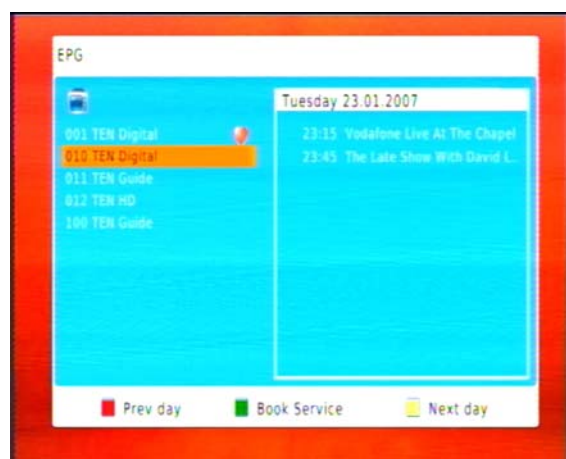 EPG
Tuesday 23.01.2007
001 TEN Digital
010 TEN Digital
011 TEN Guide
012 TEN HD
100 TEN Guide
23:15 Vodafone Live At The Chapel
23:45 The Late Show With David L...
Prev day
Book Service
Next day